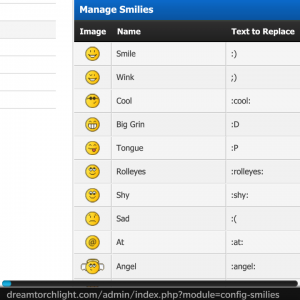 Manage Smilies
Image Name Text to Replace
Smile :)
Wink ;)
Cool :cool:
Big Grin :D
Tongue :P
Rolleyes :rolleyes:
Shy :shy:
Sad :(
@ At :at:
Angel :angel:
dreamtorchlight.com/admin/index.php?module=config-smilies